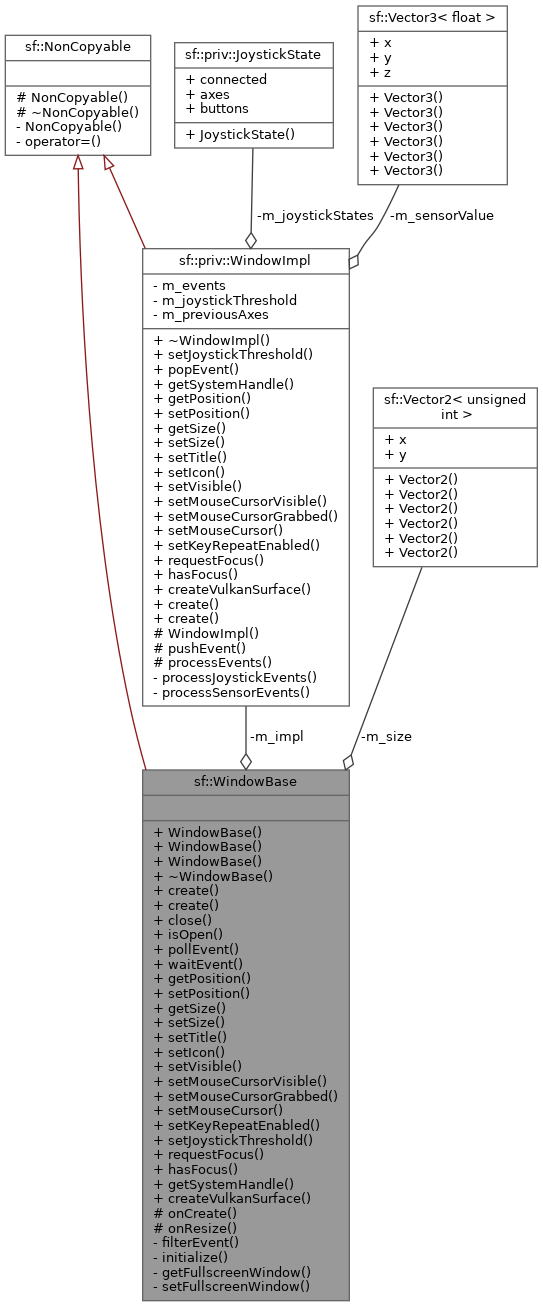 sf::NonCopyable
# NonCopyable()
# ~NonCopyable()
- NonCopyable()
- operator=()
sf::priv::JoystickState
+ connected
+ axes
+ buttons
+ JoystickState()
sf::Vector3< float >
+ x
+ y
+ z
+ Vector3()
+ Vector3()
+ Vector3()
+ Vector3()
+ Vector3()
+ Vector3()
-m_joystickStates
-m_sensorValue
sf::priv::WindowImpl
- m_events
- m_joystickThreshold
- m_previousAxes
+ ~WindowImpl()
+ setJoystickThreshold()
+ popEvent()
+ getSystemHandle()
+ getPosition()
+ setPosition()
+ getSize()
+ setSize()
+ setTitle()
+ setIcon()
+ setVisible()
+ setMouseCursorVisible()
+ setMouseCursorGrabbed()
+ setMouseCursor()
+ setKeyRepeatEnabled()
+ requestFocus()
+ hasFocus()
+ createVulkanSurface()
+ create()
+ create()
# WindowImpl()
# pushEvent()
# processEvents()
- processJoystickEvents()
- processSensorEvents()
sf::Vector2< unsigned
int >
+ x
+ y
+ Vector2()
+ Vector2()
+ Vector2()
+ Vector2()
+ Vector2()
+ Vector2()
-m_impl
-m_size
sf::WindowBase
+ WindowBase()
+ WindowBase()
+ WindowBase()
+ ~WindowBase()
+ create()
+ create()
+ close()
+ isOpen()
+ pollEvent()
+ waitEvent()
+ getPosition()
+ setPosition()
+ getSize()
+ setSize()
+ setTitle()
+ setIcon()
+ setVisible()
+ setMouseCursorVisible()
+ setMouseCursorGrabbed()
+ setMouseCursor()
+ setKeyRepeatEnabled()
+ setJoystickThreshold()
+ requestFocus()
+ hasFocus()
+ getSystemHandle()
+ createVulkanSurface()
# onCreate()
# onResize()
- filterEvent()
- initialize()
- getFullscreenWindow()
- setFullscreenWindow()